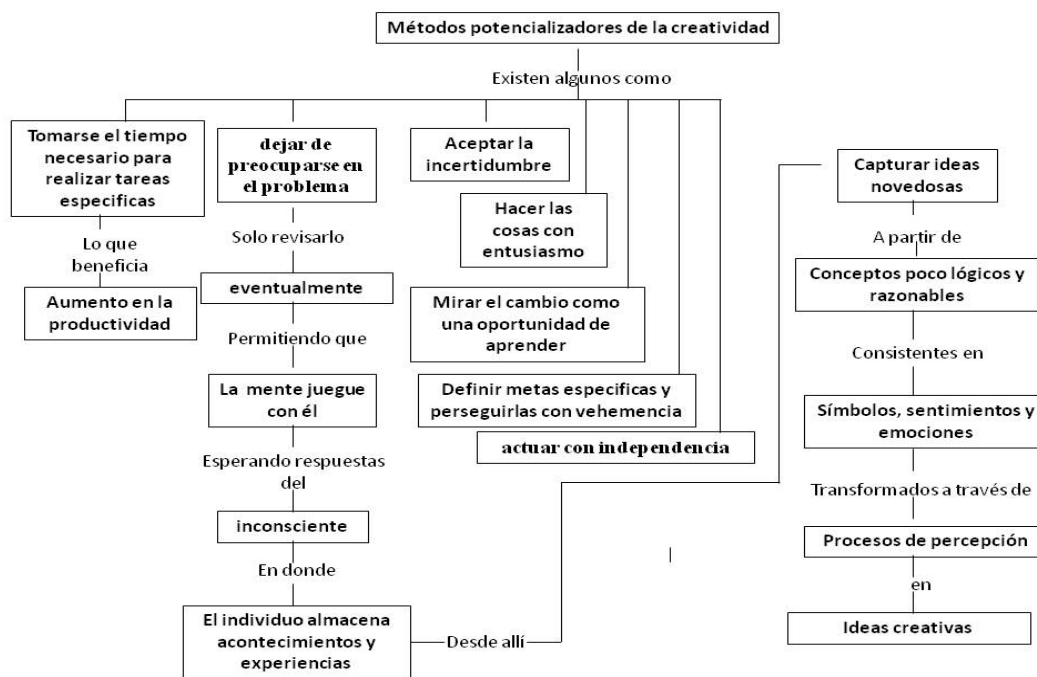 Métodos potencializadores de la creatividad
Existen algunos como
Tomarse el tiempo
necesario para
realizar tareas
especificas
Lo que
beneficia
Aumento en la
productividad
dejar de
preocuparse en
el problema
Solo revisarlo
eventualmente
Permitiendo que
La mente juegue
con él
Esperando respuestas
del
inconsciente
En donde
El individuo almacena
acontecimientos y
experiencias
Desde allí
Aceptar la
incertidumbre
Hacer las
cosas con
entusiasmo
Mirar el cambio como
una oportunidad de
aprender
Definir metas especificas y
perseguirlas con vehemencia
actuar con independencia
Capturar ideas
novedosas
A partir de
Conceptos poco lógicos y
razonables
Consistentes en
Símbolos, sentimientos y
emociones
Transformados a través de
Procesos de percepción
en
Ideas creativas